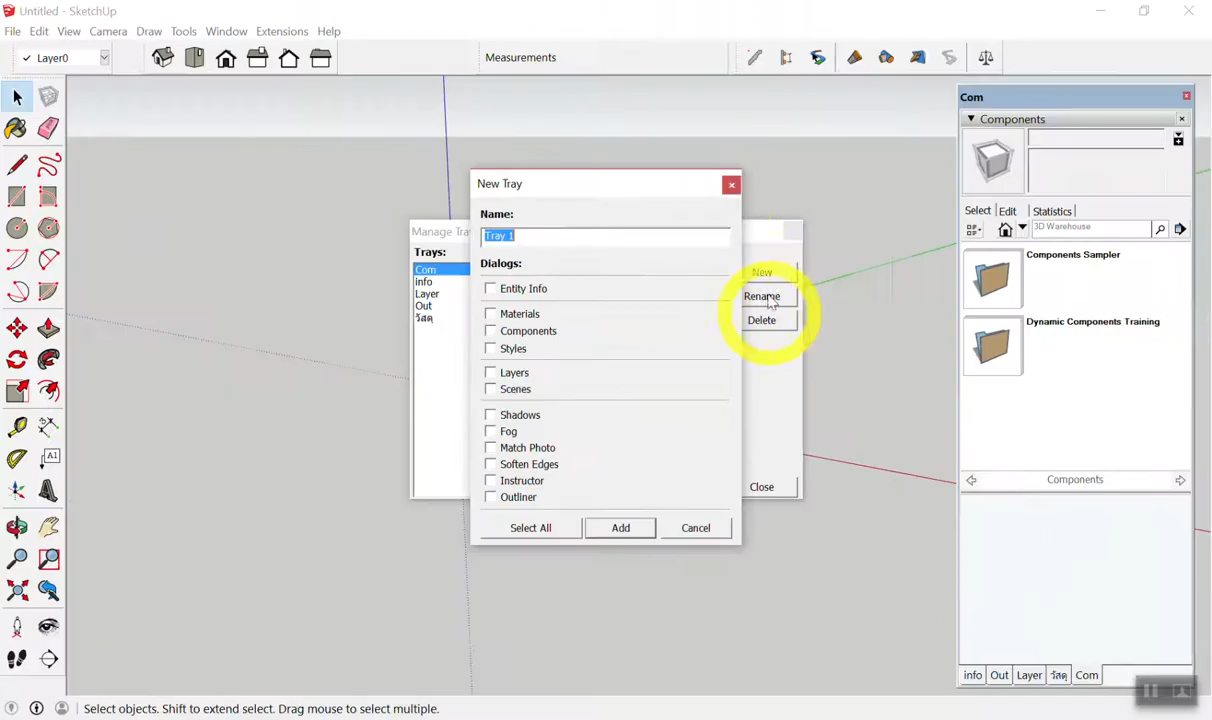 Untitled - SketchUp
File Edit View Camera Draw Tools Window Extensions Help
Layer0
Measurements
Com
Components
Select Edit Statistics
3D Warehouse
Components Sampler
Dynamic Components Training
Components
info Out Layer วัสดุ Com
Manage Tra
Trays:
Com
info
Layer
Out
วัสดุ
New
Rename
Delete
Close
New Tray
Name:
Tray 1
Dialogs:
Entity Info
Materials
Components
Styles
Layers
Scenes
Shadows
Fog
Match Photo
Soften Edges
Instructor
Outliner
Select All Add Cancel
A1
Select objects. Shift to extend select. Drag mouse to select multiple.